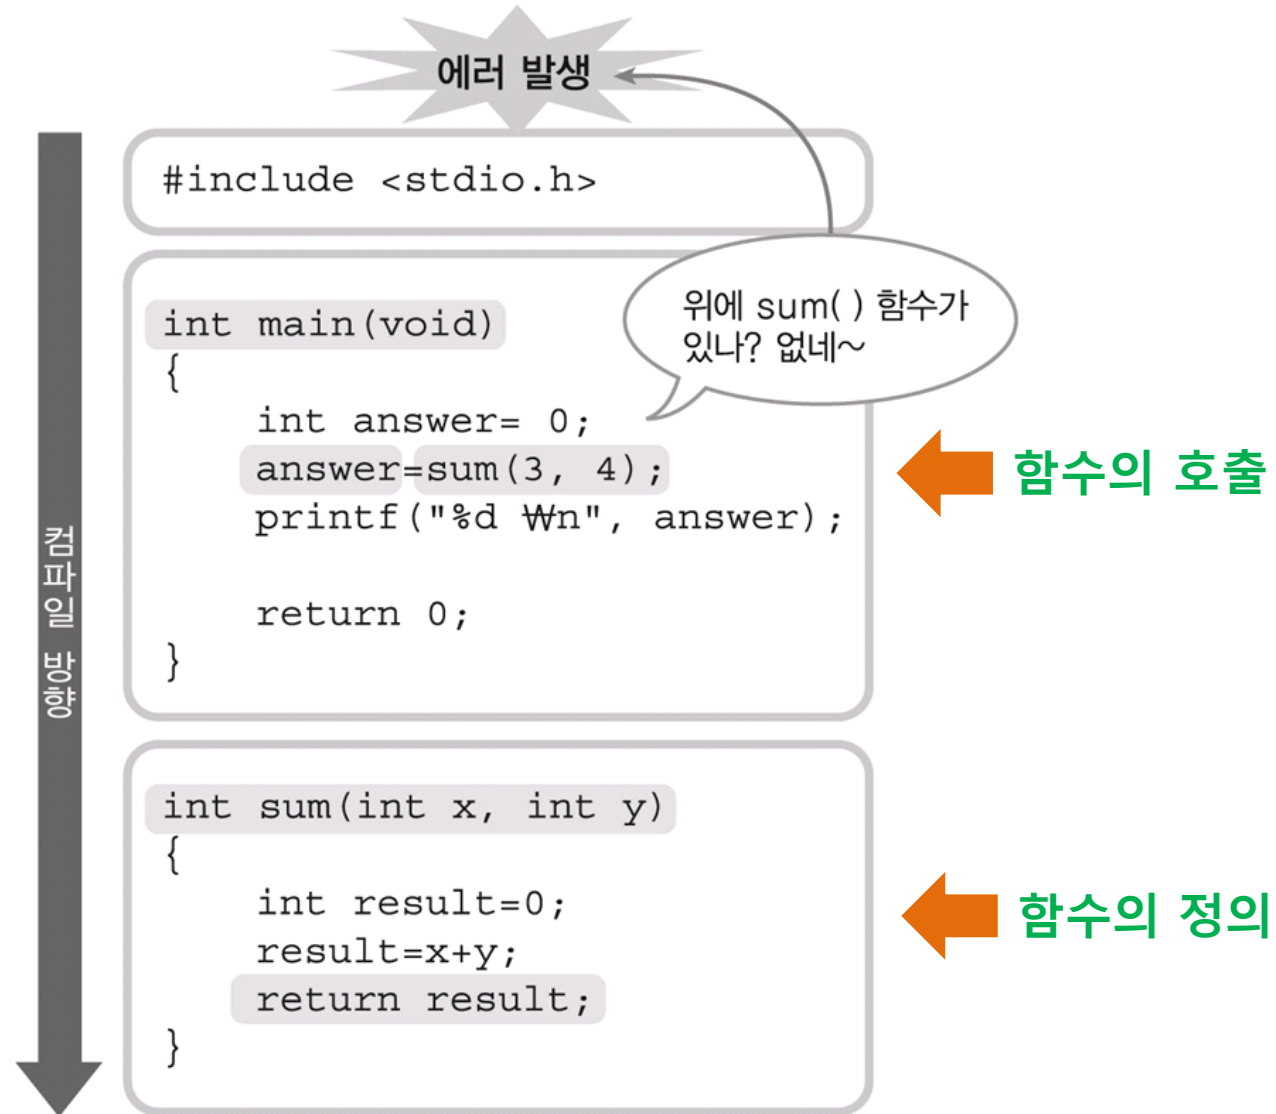 에러 발생
컴파일 방향
#include <stdio.h>
위에 sum( ) 함수가
있나? 없네~
int main(void)
{
int answer= 0;
answer=sum(3, 4);
printf("%d ₩n", answer);
return 0;
}
함수의 호출
int sum(int x, int y)
{
int result=0;
result=x+y;
return result;
}
함수의 정의